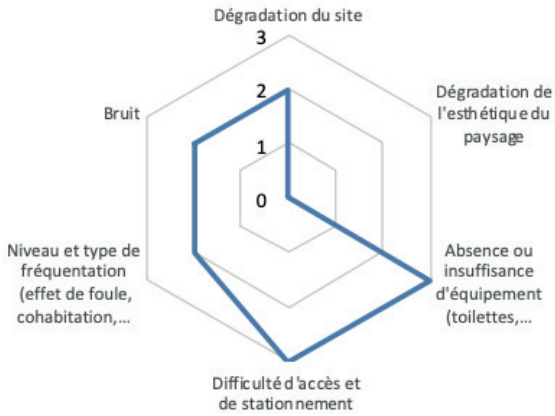 Dégradation du site
3
2
1
0
Dégradation de
l'esthétique du
paysage
Absence ou
insuffisance
d'équipement
(toilettes,...
Difficulté d'accès et
de stationnement
Niveau et type de
fréquentation
(effet de foule,
cohabitation,...
Bruit